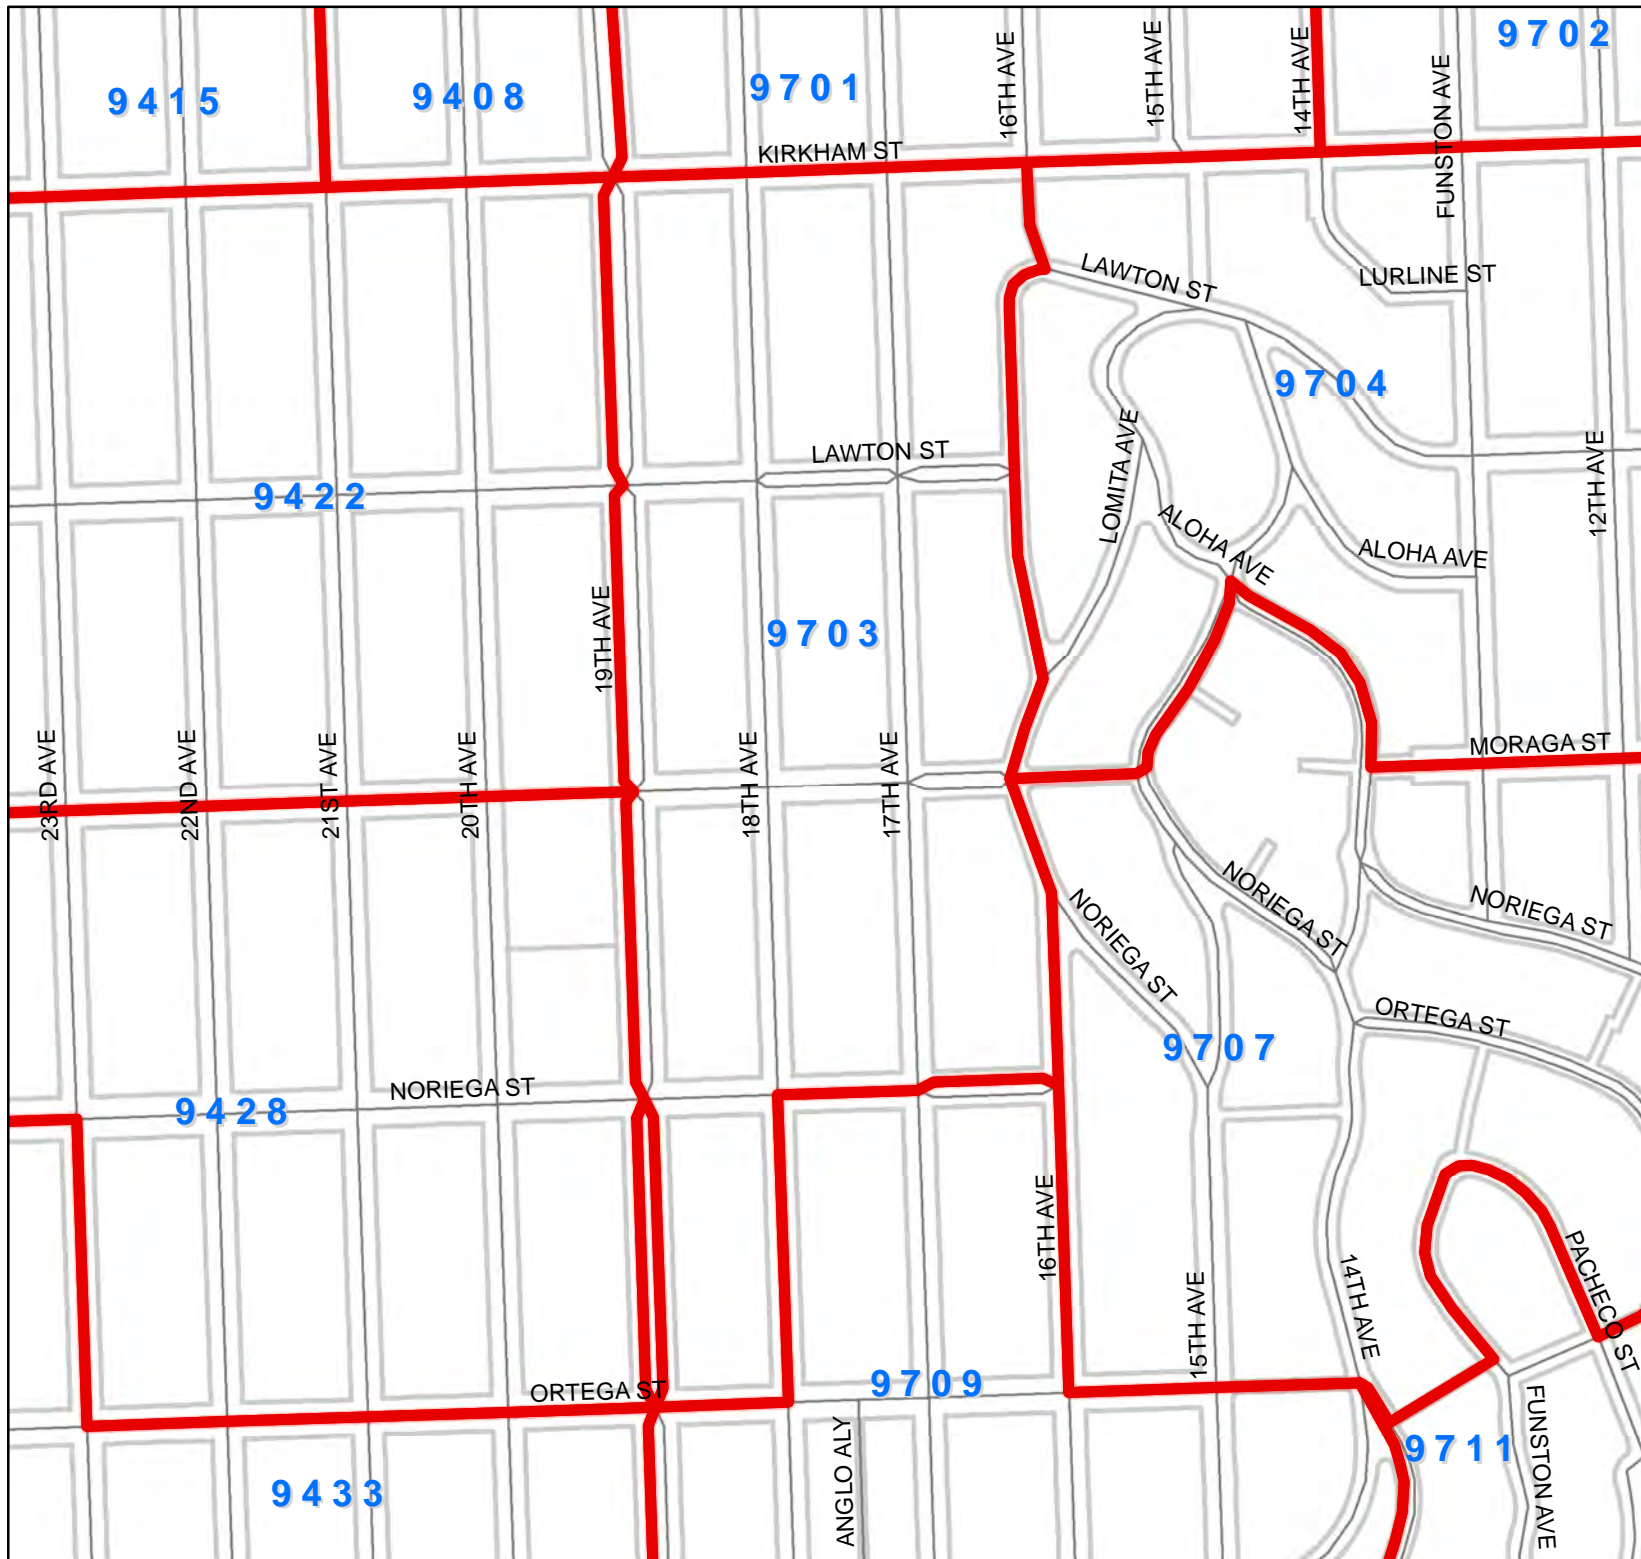 9702
9701
9408
9415
16TH AVE
15TH AVE
14TH AVE
FUNSTON AVE
KIRKHAM ST
LAWTON ST
LURLINE ST
9704
LAWTON ST
LOMITA AVE
12TH AVE
9422
ALOHA AVE
ALOHA AVE
19TH AVE
9703
23RD AVE
22ND AVE
21ST AVE
20TH AVE
18TH AVE
17TH AVE
MORAGA ST
NORIEGA ST
NORIEGA ST
NORIEGA ST
ORTEGA ST
9707
NORIEGA ST
9428
16TH AVE
15TH AVE
14TH AVE
PACHECO ST
ORTEGA ST
9709
ANGLO ALY
9711
FUNSTON AVE
9433